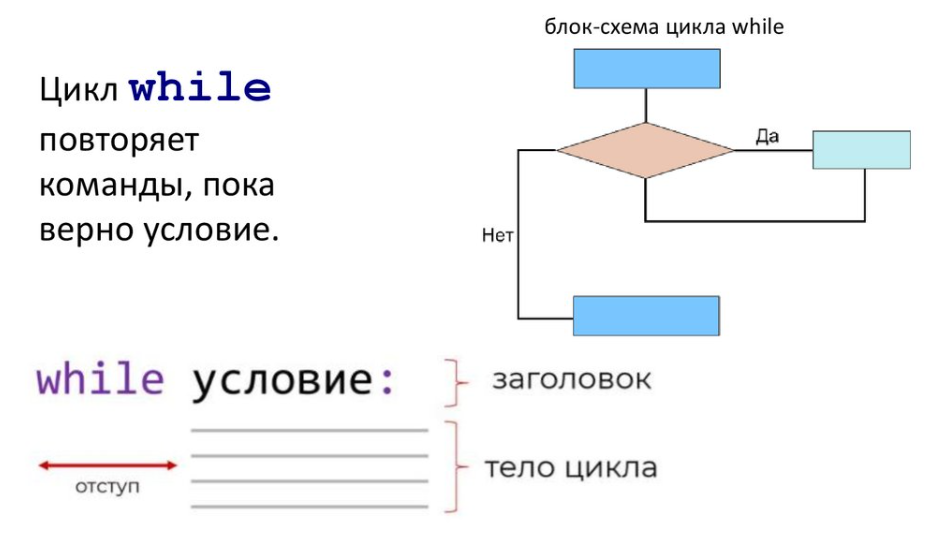 блок-схема цикла while
Цикл while
повторяет
команды, пока
верно условие.
Да
Нет
while условие:
заголовок
отступ
тело цикла